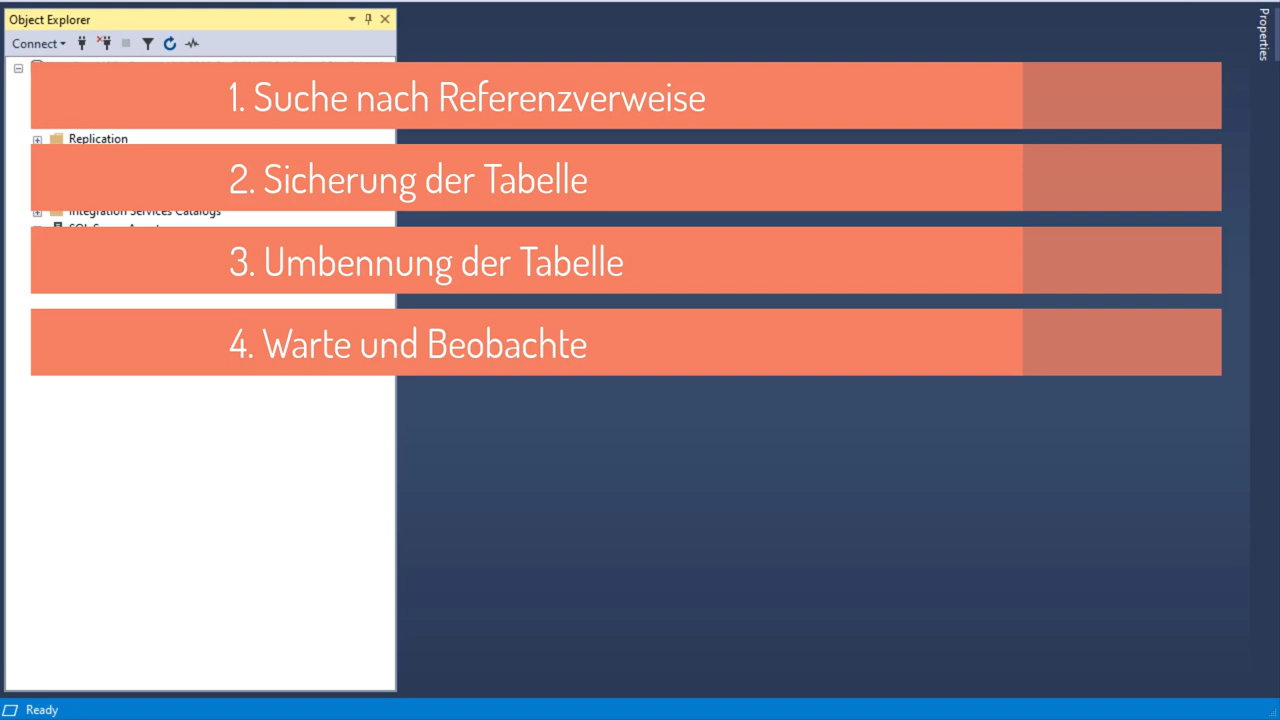 Object Explorer
Connect
Properties
1. Suche nach Referenzverweise
Replication
2. Sicherung der Tabelle
Integration Services Catalogs
3. Umbennung der Tabelle
4. Warte und Beobachte
Ready